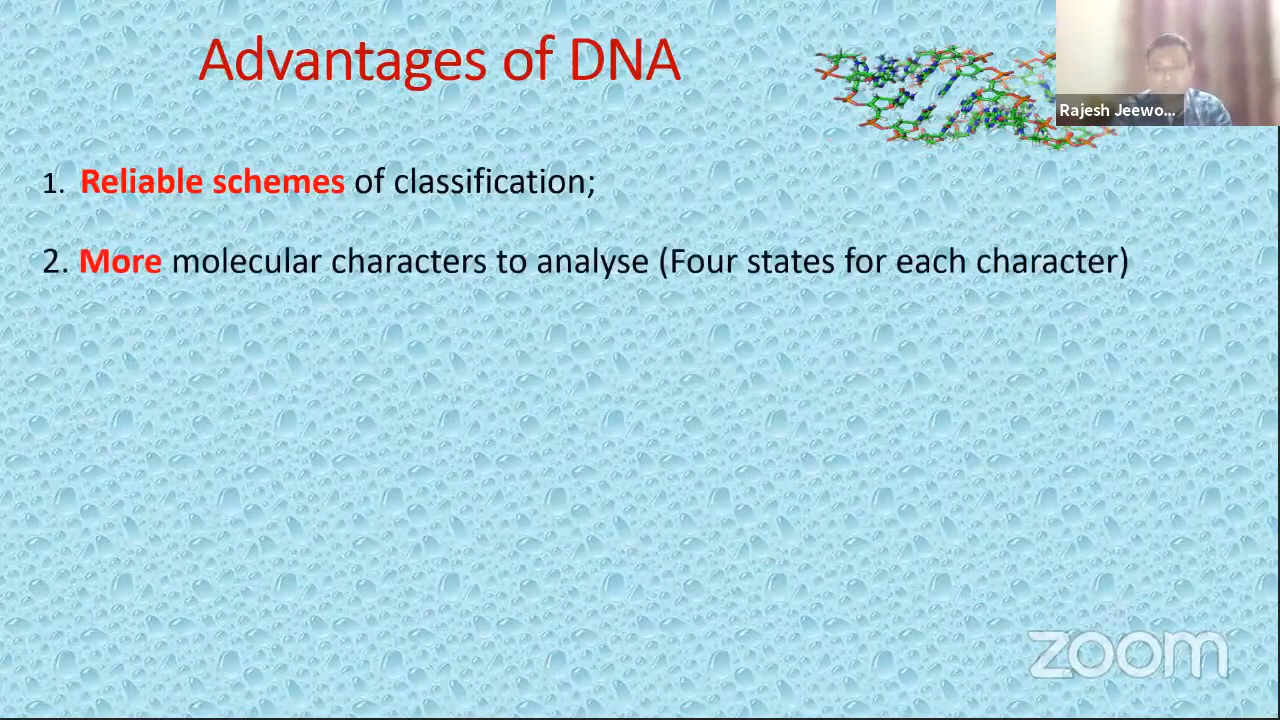 Advantages of DNA
Rajesh Jeewo...
1. Reliable schemes of classification;
2. More molecular characters to analyse (Four states for each character)
zoom